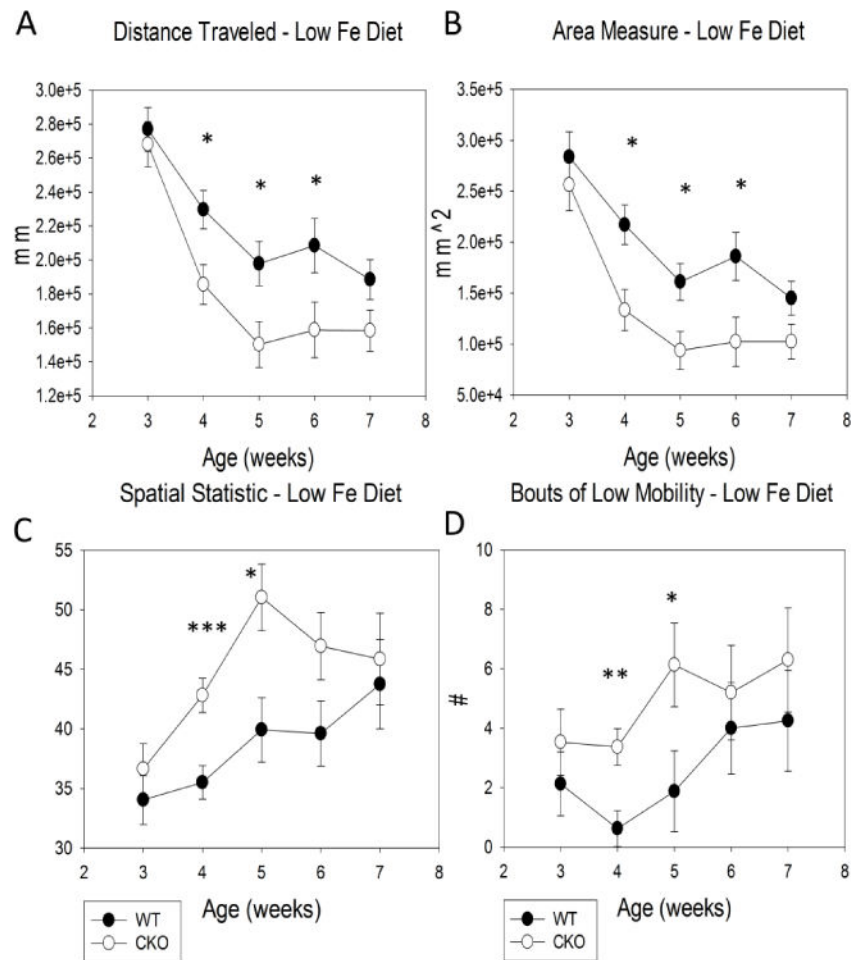 A
Distance Traveled - Low Fe Diet
3.0e+5
2.8e+5
2.6e+5
2.4e+5
2.2e+5
2.0e+5
1.8e+5
1.6e+5
1.4e+5
1.2e+5
m m
*
*
*
2 3 4 5 6 7 8
Age (weeks)
B
Area Measure - Low Fe Diet
3.5e+5
3.0e+5
2.5e+5
2.0e+5
1.5e+5
1.0e+5
5.0e+4
m m ^ 2
*
*
*
2 3 4 5 6 7 8
Age (weeks)
C
Spatial Statistic - Low Fe Diet
55
50
45
40
35
30
*
***
2 3 4 5 6 7 8
Age (weeks)
WT
CKO
D
Bouts of Low Mobility - Low Fe Diet
10
8
6
4
2
0
#
*
**
2 3 4 5 6 7 8
Age (weeks)
WT
CKO